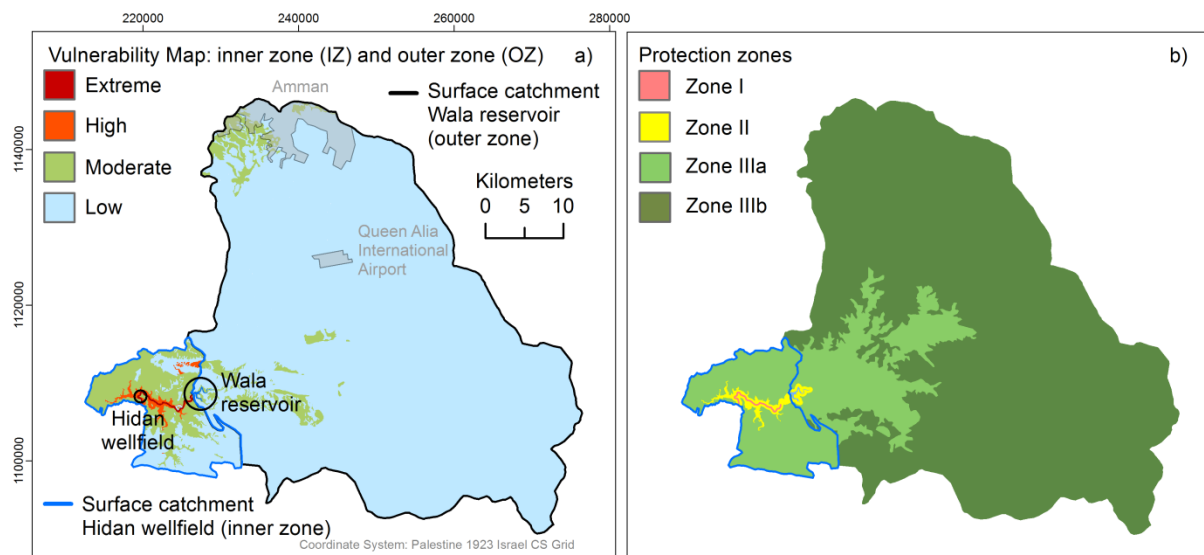 220000
240000
260000
280000
Vulnerability Map: inner zone (IZ) and outer zone (OZ)
a)
Extreme
High
Moderate
Low
Amman
Surface catchment
Wala reservoir
(outer zone)
Kilometers
0 5 10
Queen Alia
International
Airport
Wala
reservoir
Hidan
wellfield
Surface catchment
Hidan wellfield (inner zone)
Coordinate System: Palestine 1923 Israel CS Grid
1140000
1120000
1100000
Protection zones
b)
Zone I
Zone II
Zone IIIa
Zone IIIb